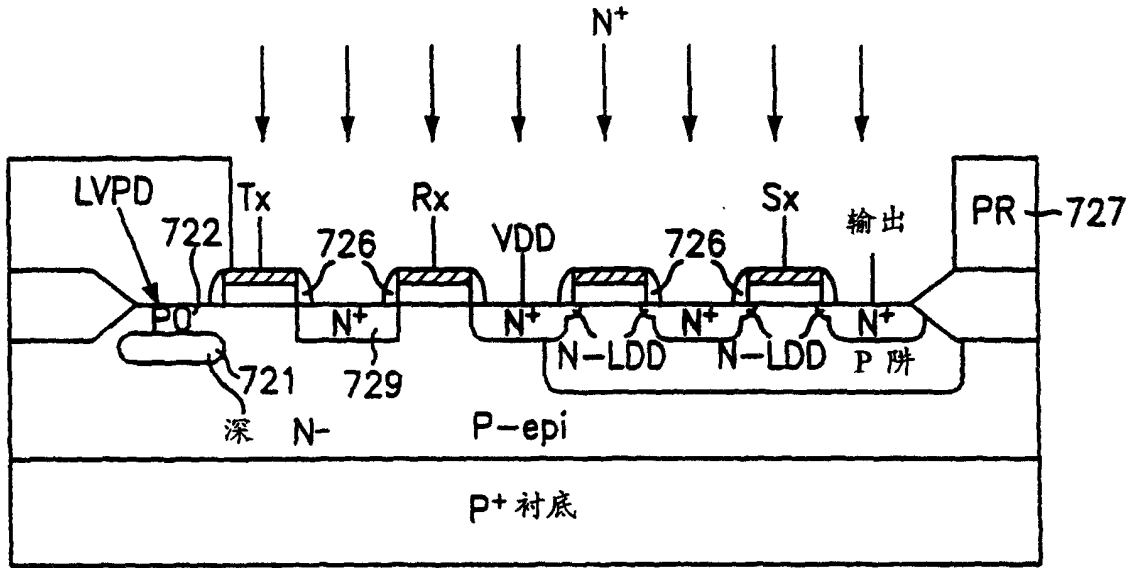 N⁺
LVPD
Tx
Rx
Sx
输出
PR
727
722
726
VDD
726
PO
N⁺
N⁺
N⁺
N⁺
N-LDD
N-LDD
P 阱
721
729
深
N-
P-epi
P⁺ 衬底